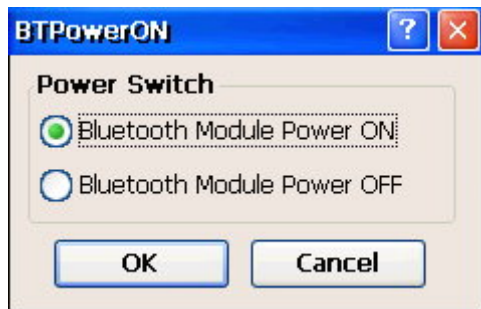 BTPowerON
?
Power Switch
Bluetooth Module Power ON
Bluetooth Module Power OFF
OK
Cancel